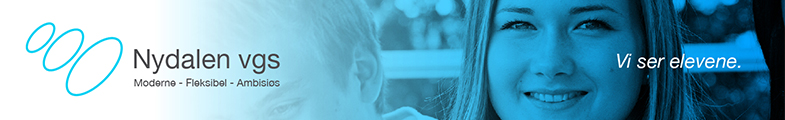 Nydalen vgs
Moderne - Fleksibel - Ambisiøs
Vi ser elevene.